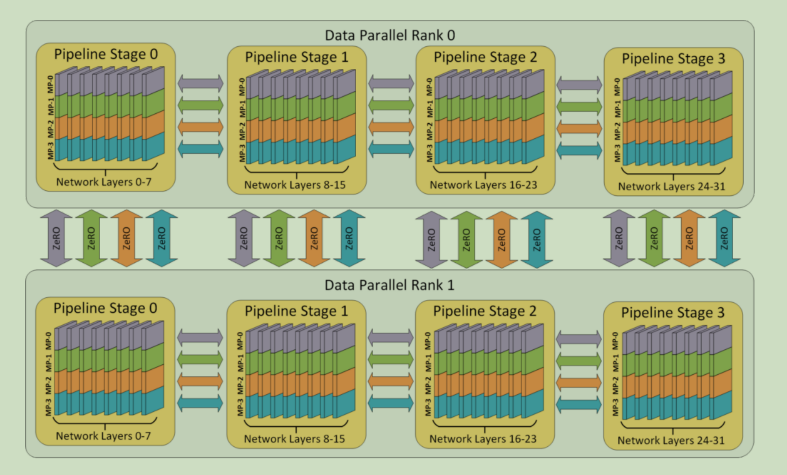 Data Parallel Rank 0
Pipeline Stage 0
MP-0
MP-1
MP-2
MP-3
Network Layers 0-7
Pipeline Stage 1
MP-0
MP-1
MP-2
MP-3
Network Layers 8-15
Pipeline Stage 2
MP-0
MP-1
MP-2
MP-3
Network Layers 16-23
Pipeline Stage 3
MP-0
MP-1
MP-2
MP-3
Network Layers 24-31
ZeRO ZeRO ZeRO ZeRO ZeRO ZeRO ZeRO ZeRO ZeRO ZeRO ZeRO ZeRO ZeRO ZeRO ZeRO ZeRO
Data Parallel Rank 1
Pipeline Stage 0
MP-0
MP-1
MP-2
MP-3
Network Layers 0-7
Pipeline Stage 1
MP-0
MP-1
MP-2
MP-3
Network Layers 8-15
Pipeline Stage 2
MP-0
MP-1
MP-2
MP-3
Network Layers 16-23
Pipeline Stage 3
MP-0
MP-1
MP-2
MP-3
Network Layers 24-31